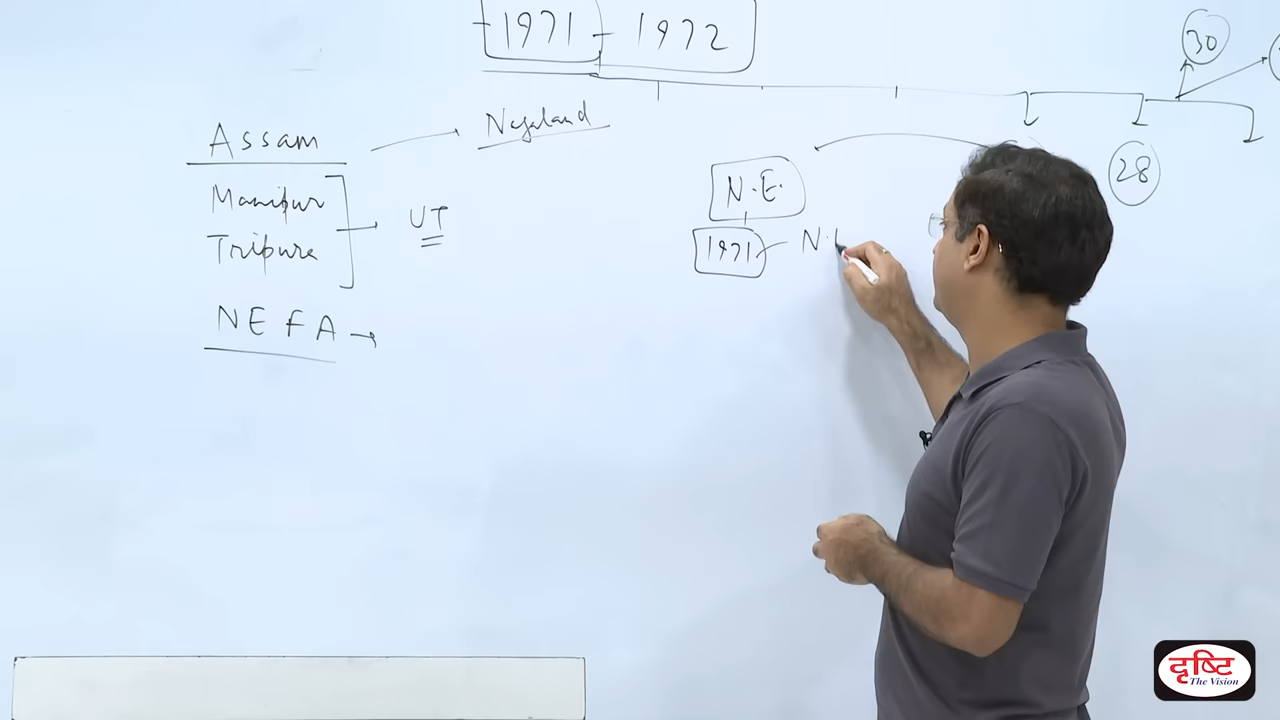 1971 - 1972
30
Assam → Nagaland
28
Manipur
Tripura
UT
N.E.
1971 - N.
NEFA →
दृष्टि
The Vision